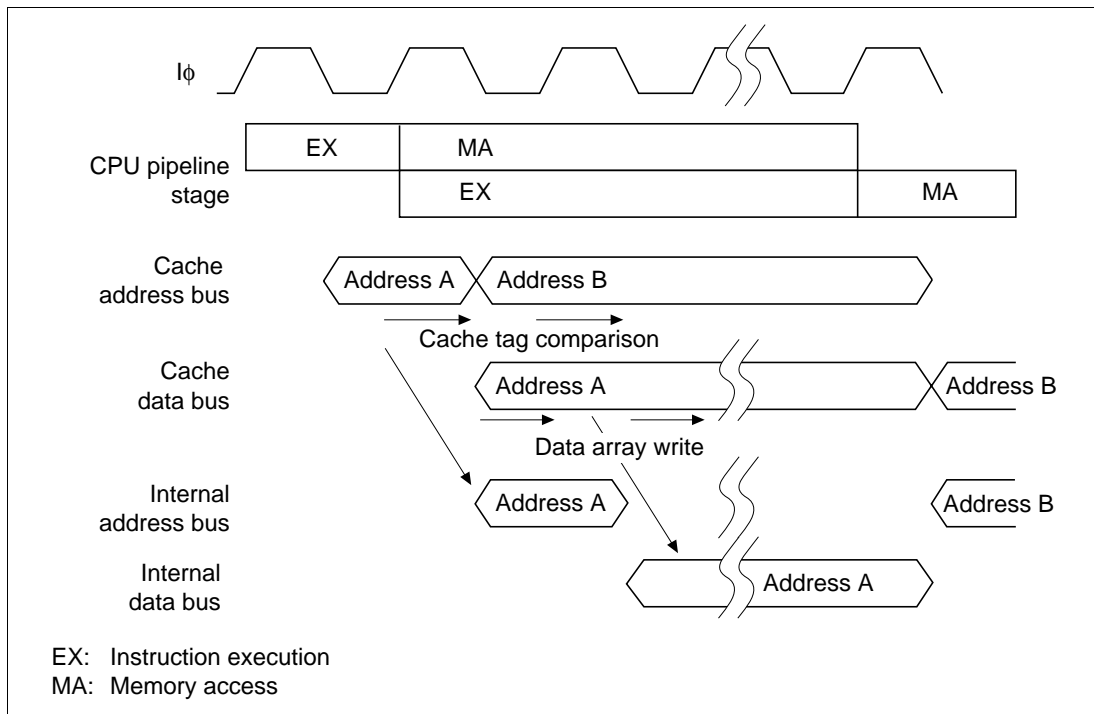 Iϕ
EX MA
CPU pipeline
stage
EX MA
Cache
address bus
Address A Address B
Cache tag comparison
Cache
data bus
Address A Address B
Data array write
Internal
address bus
Address A Address B
Internal
data bus
Address A
EX: Instruction execution
MA: Memory access